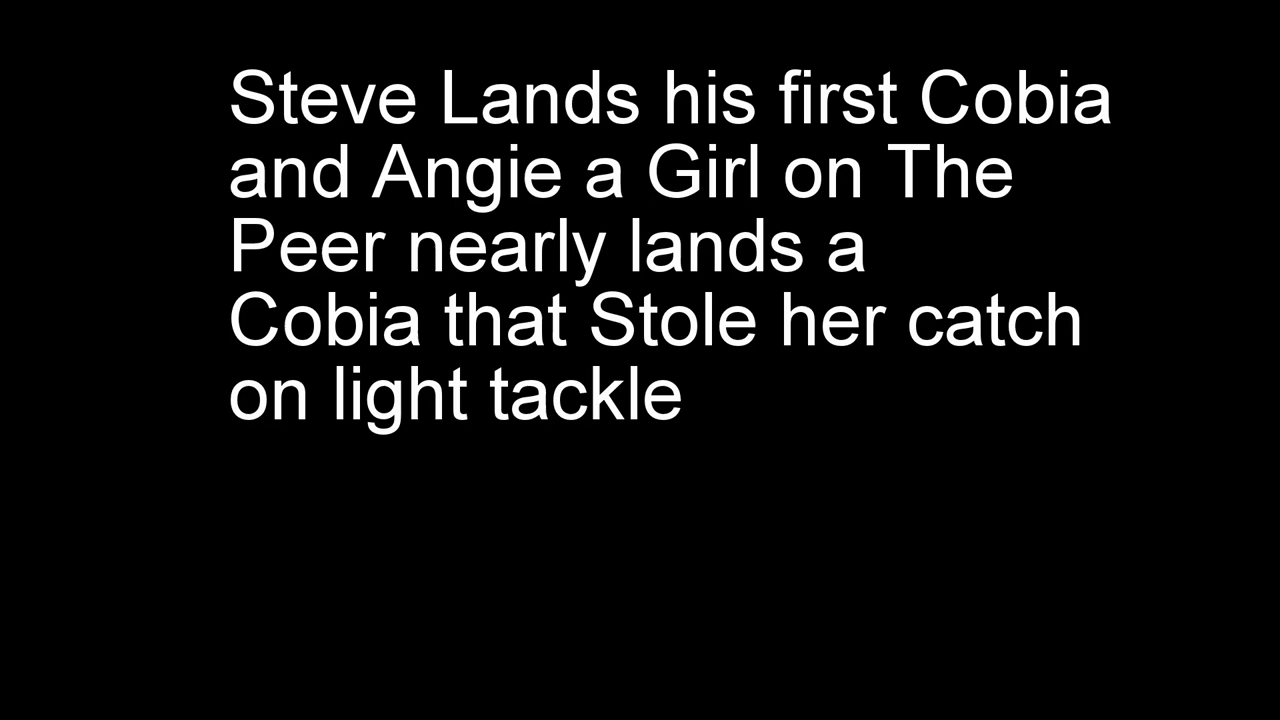 Steve Lands his first Cobia
and Angie a Girl on The
Peer nearly lands a
Cobia that Stole her catch
on light tackle